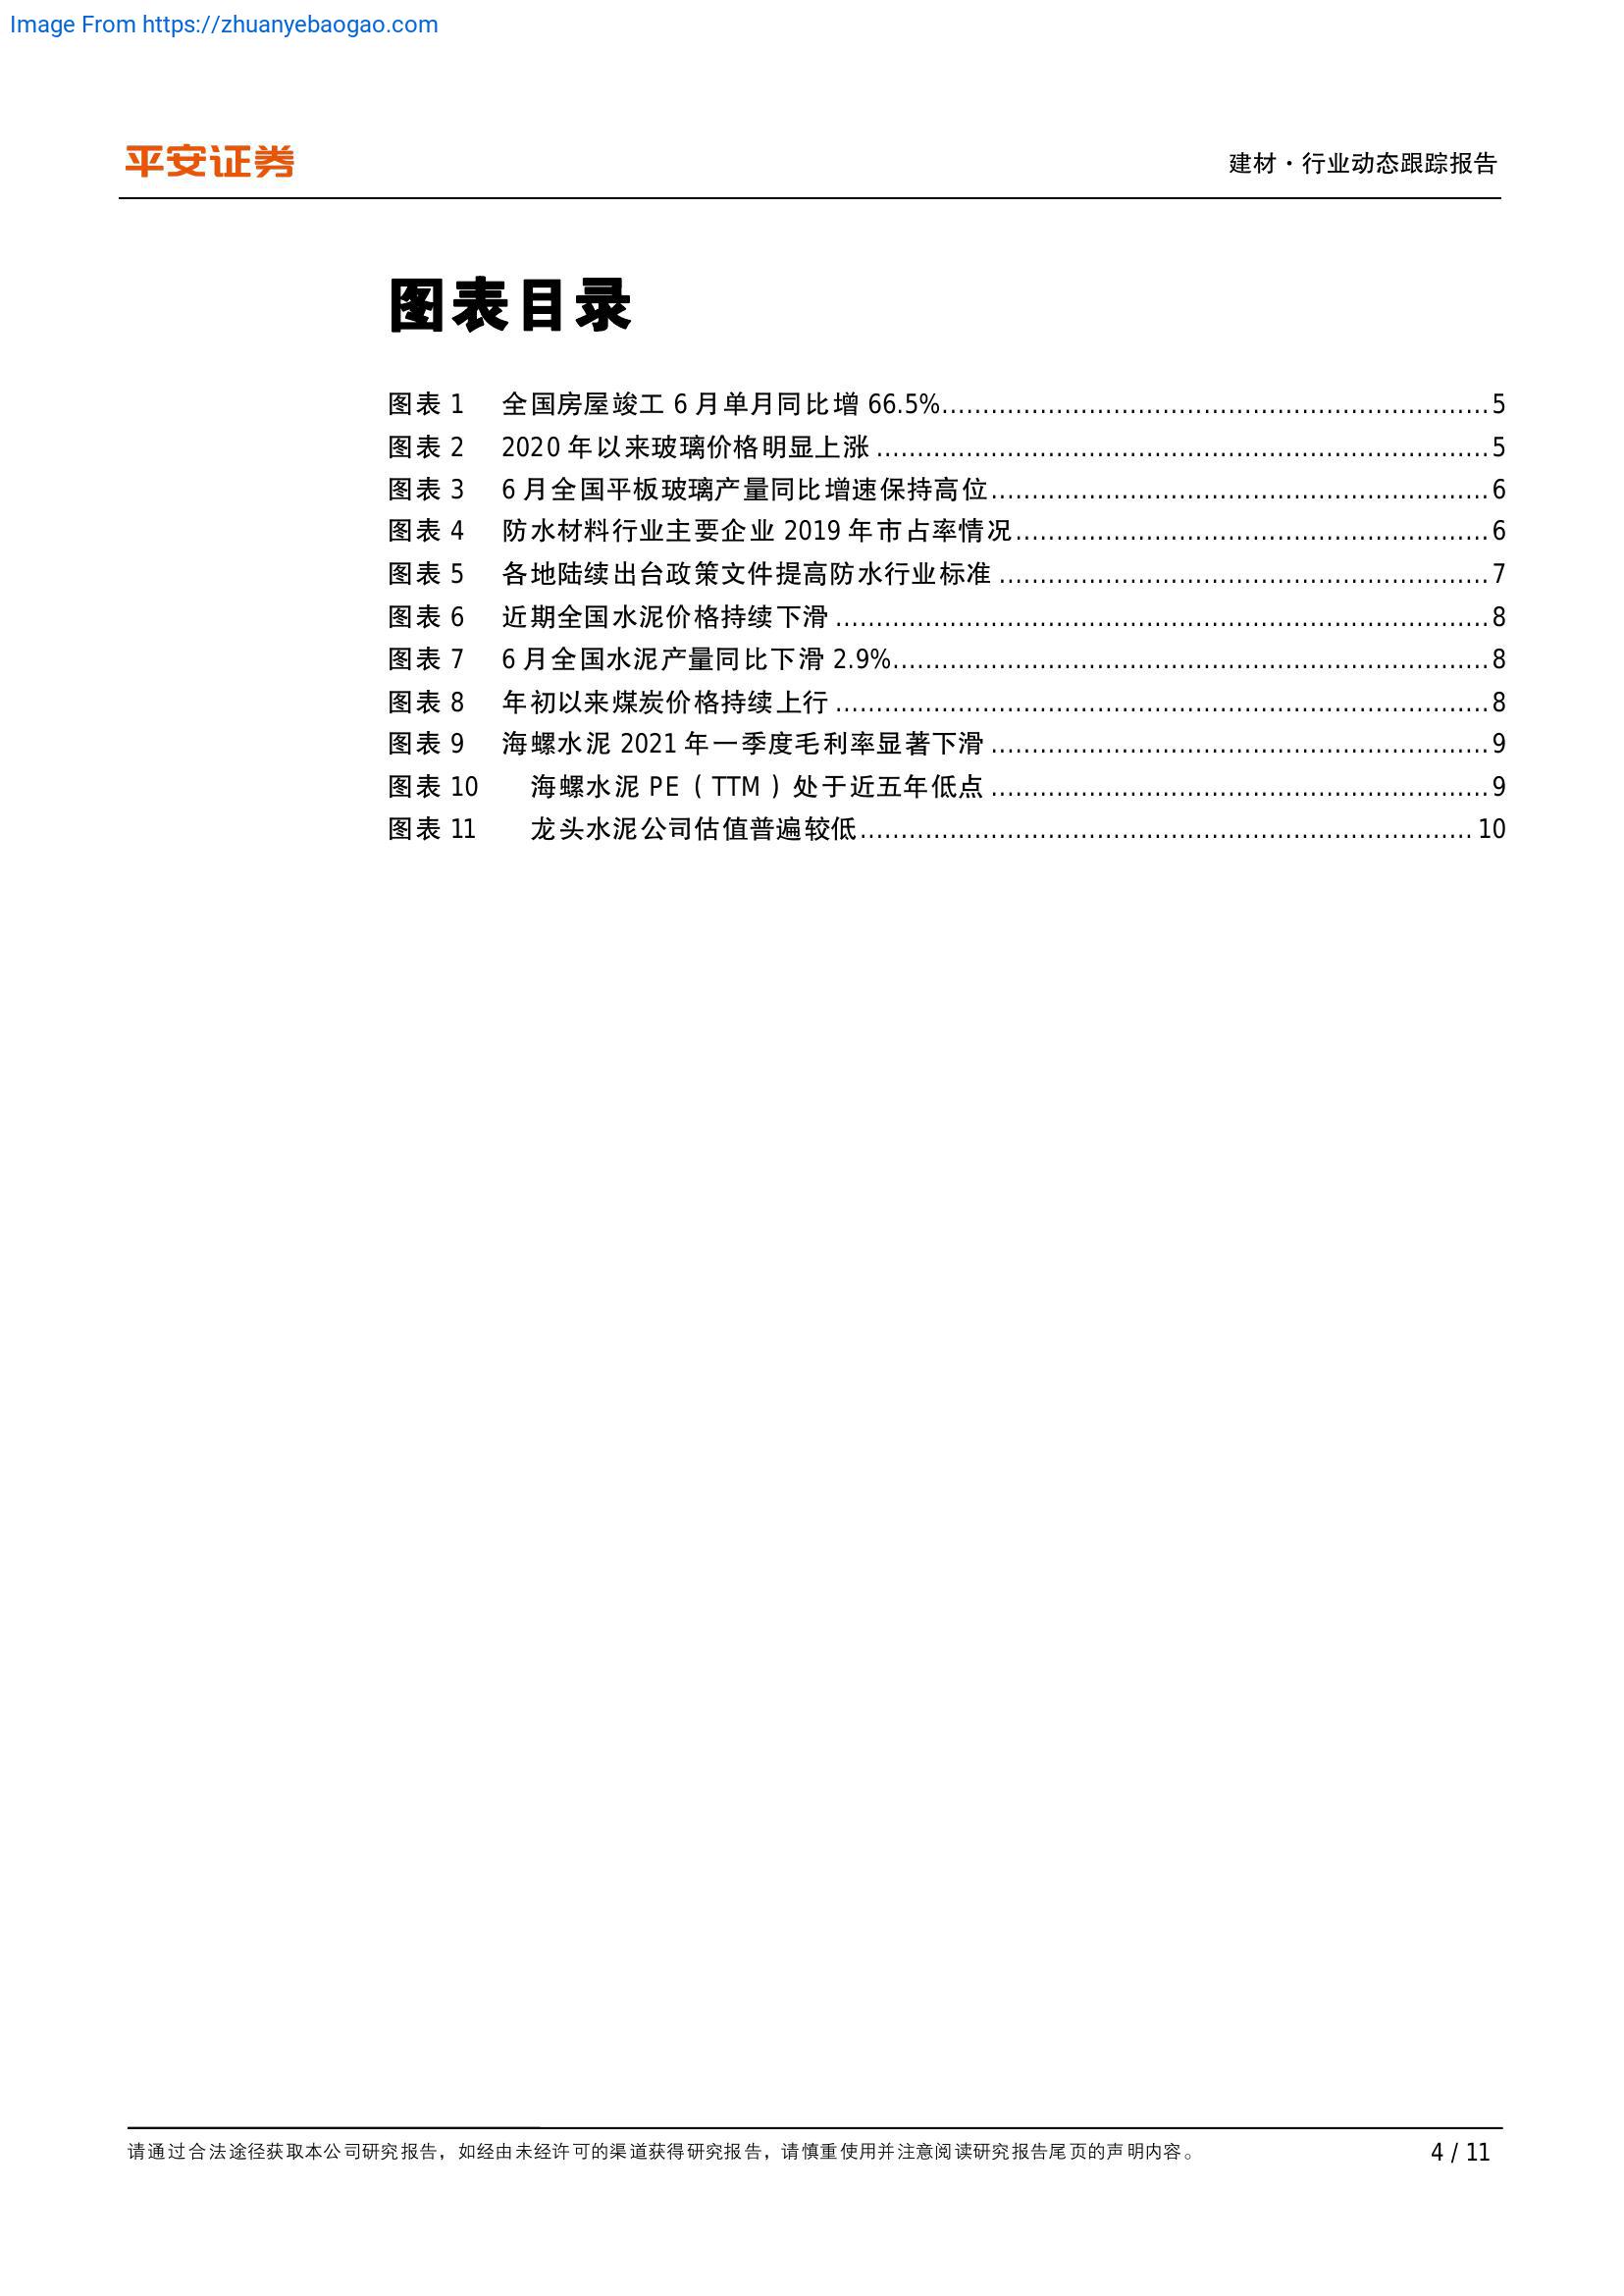 Image From https://zhuanyebaogao.com
平安证券
建材·行业动态跟踪报告
图表目录
图表 1 全国房屋竣工 6 月单月同比增 66.5%.....5
图表 2 2020 年以来玻璃价格明显上涨.....5
图表 3 6 月全国平板玻璃产量同比增速保持高位.....6
图表 4 防水材料行业主要企业 2019 年市占率情况.....6
图表 5 各地陆续出台政策文件提高防水行业标准.....7
图表 6 近期全国水泥价格持续下滑.....8
图表 7 6 月全国水泥产量同比下滑 2.9%.....8
图表 8 年初以来煤炭价格持续上行.....8
图表 9 海螺水泥 2021 年一季度毛利率显著下滑.....9
图表 10 海螺水泥 PE（TTM）处于近五年低点.....9
图表 11 龙头水泥公司估值普遍较低.....10
请通过合法途径获取本公司研究报告，如经由未经许可的渠道获得研究报告，请慎重使用并注意阅读研究报告尾页的声明内容。
4 / 11